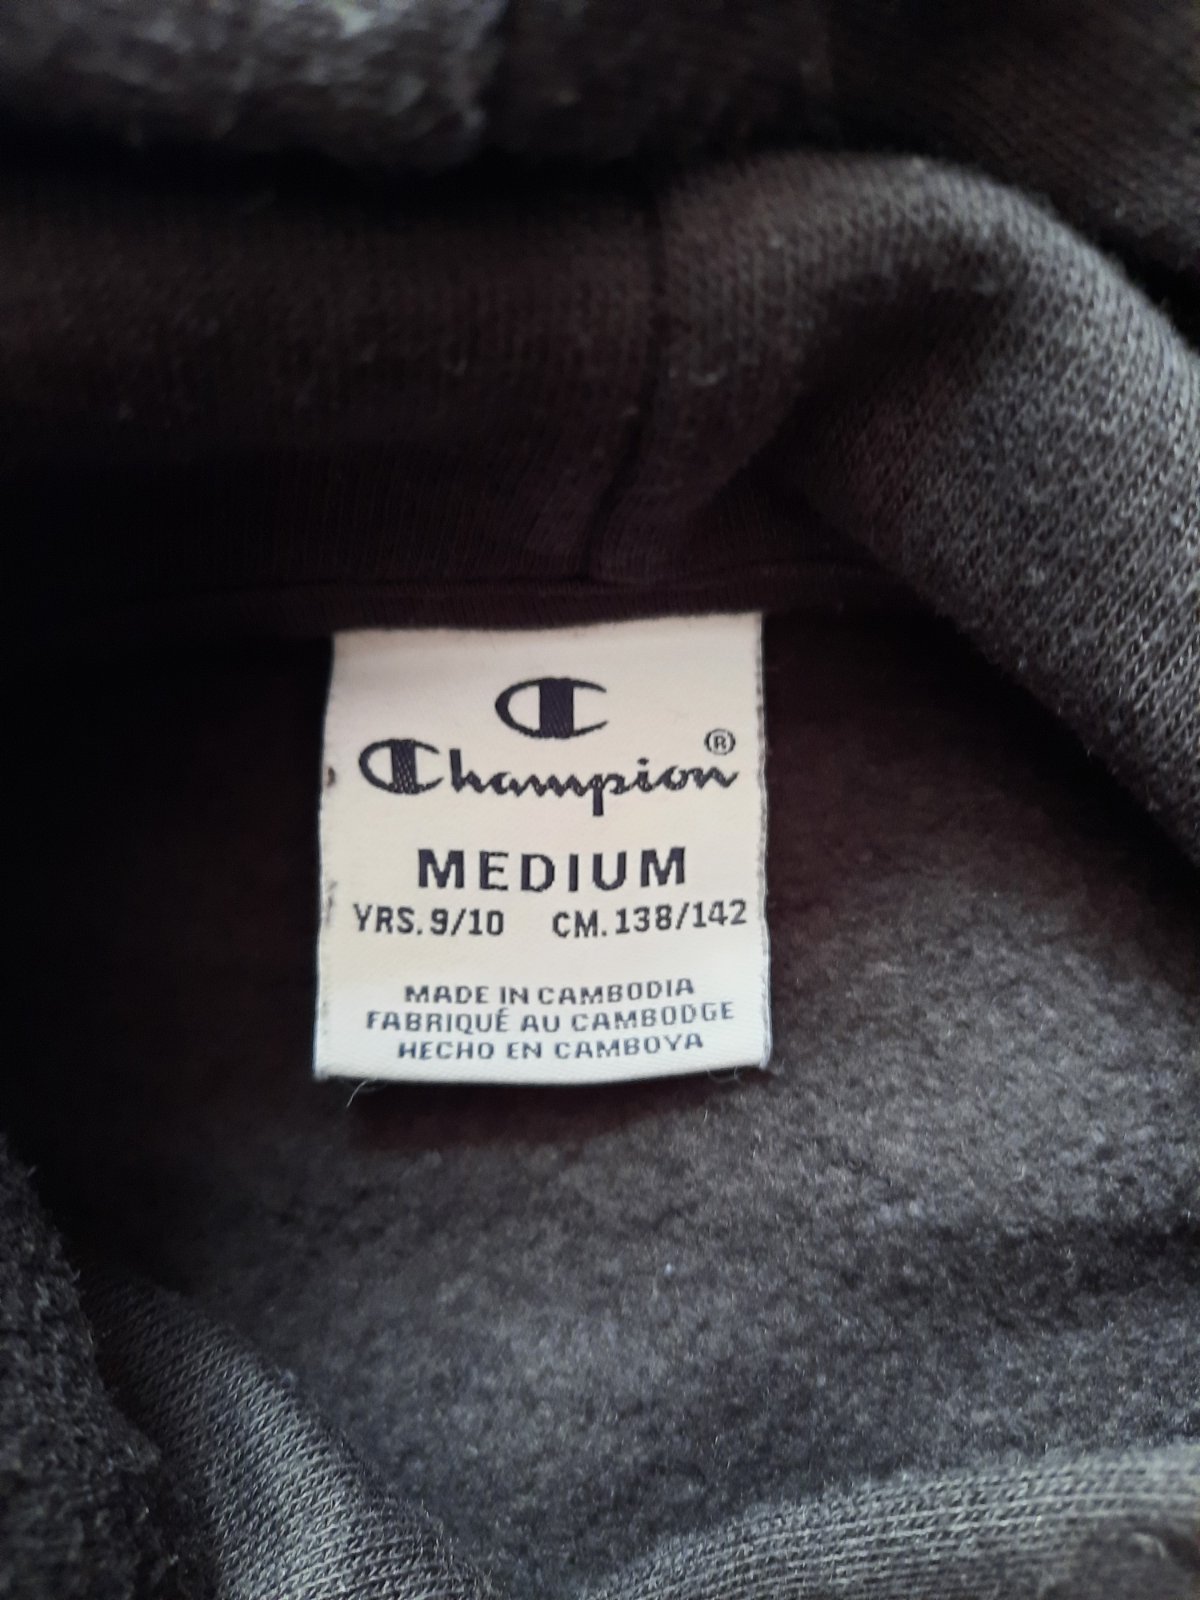 Champion®
MEDIUM
YRS. 9/10 CM. 138/142
MADE IN CAMBODIA
FABRIQUÉ AU CAMBODGE
HECHO EN CAMBOYA